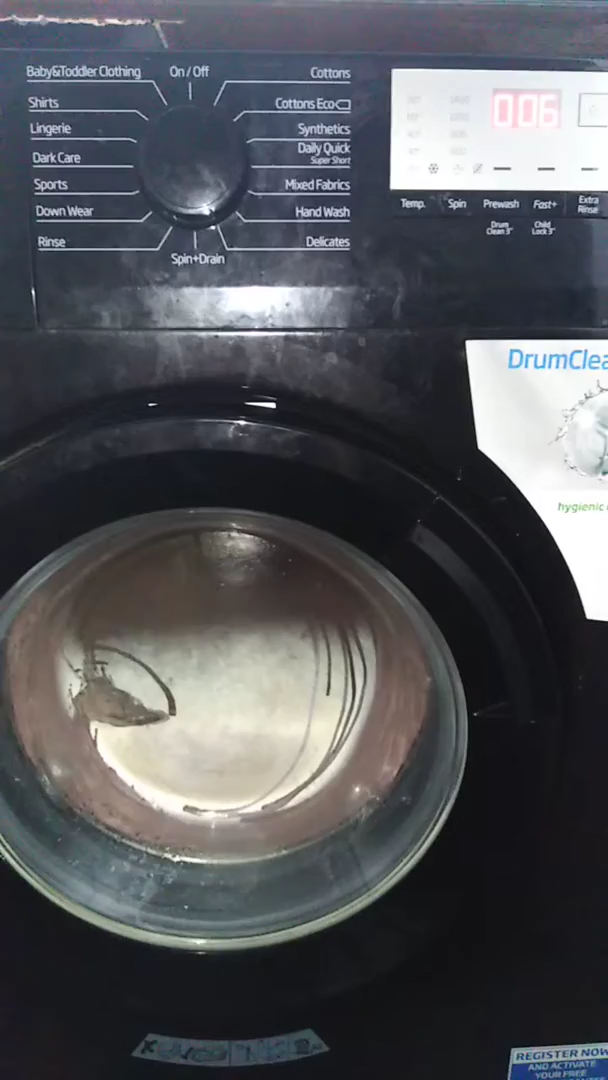 Baby&Toddler Clothing
On / Off
Cottons
Shirts
Cottons Eco
Lingerie
Synthetics
Daily Quick
Super Short
Dark Care
Sports
Mixed Fabrics
Down Wear
Hand Wash
Rinse
Delicates
Spin+Drain
006
Temp. Spin Prewash Fast+ Extra
Rinse
Drum
Clean 3"
Child
Lock 3"
DrumClea
hygienic
REGISTER NOW
AND ACTIVATE
YOUR FREE